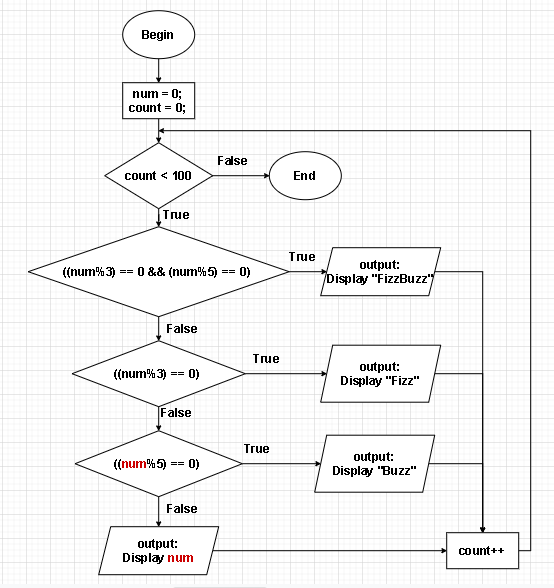 Begin
num = 0;
count = 0;
count < 100
False
End
True
((num%3) == 0 && (num%5) == 0)
True
output:
Display "FizzBuzz"
False
((num%3) == 0)
True
output:
Display "Fizz"
False
((num%5) == 0)
True
output:
Display "Buzz"
False
output:
Display num
count++